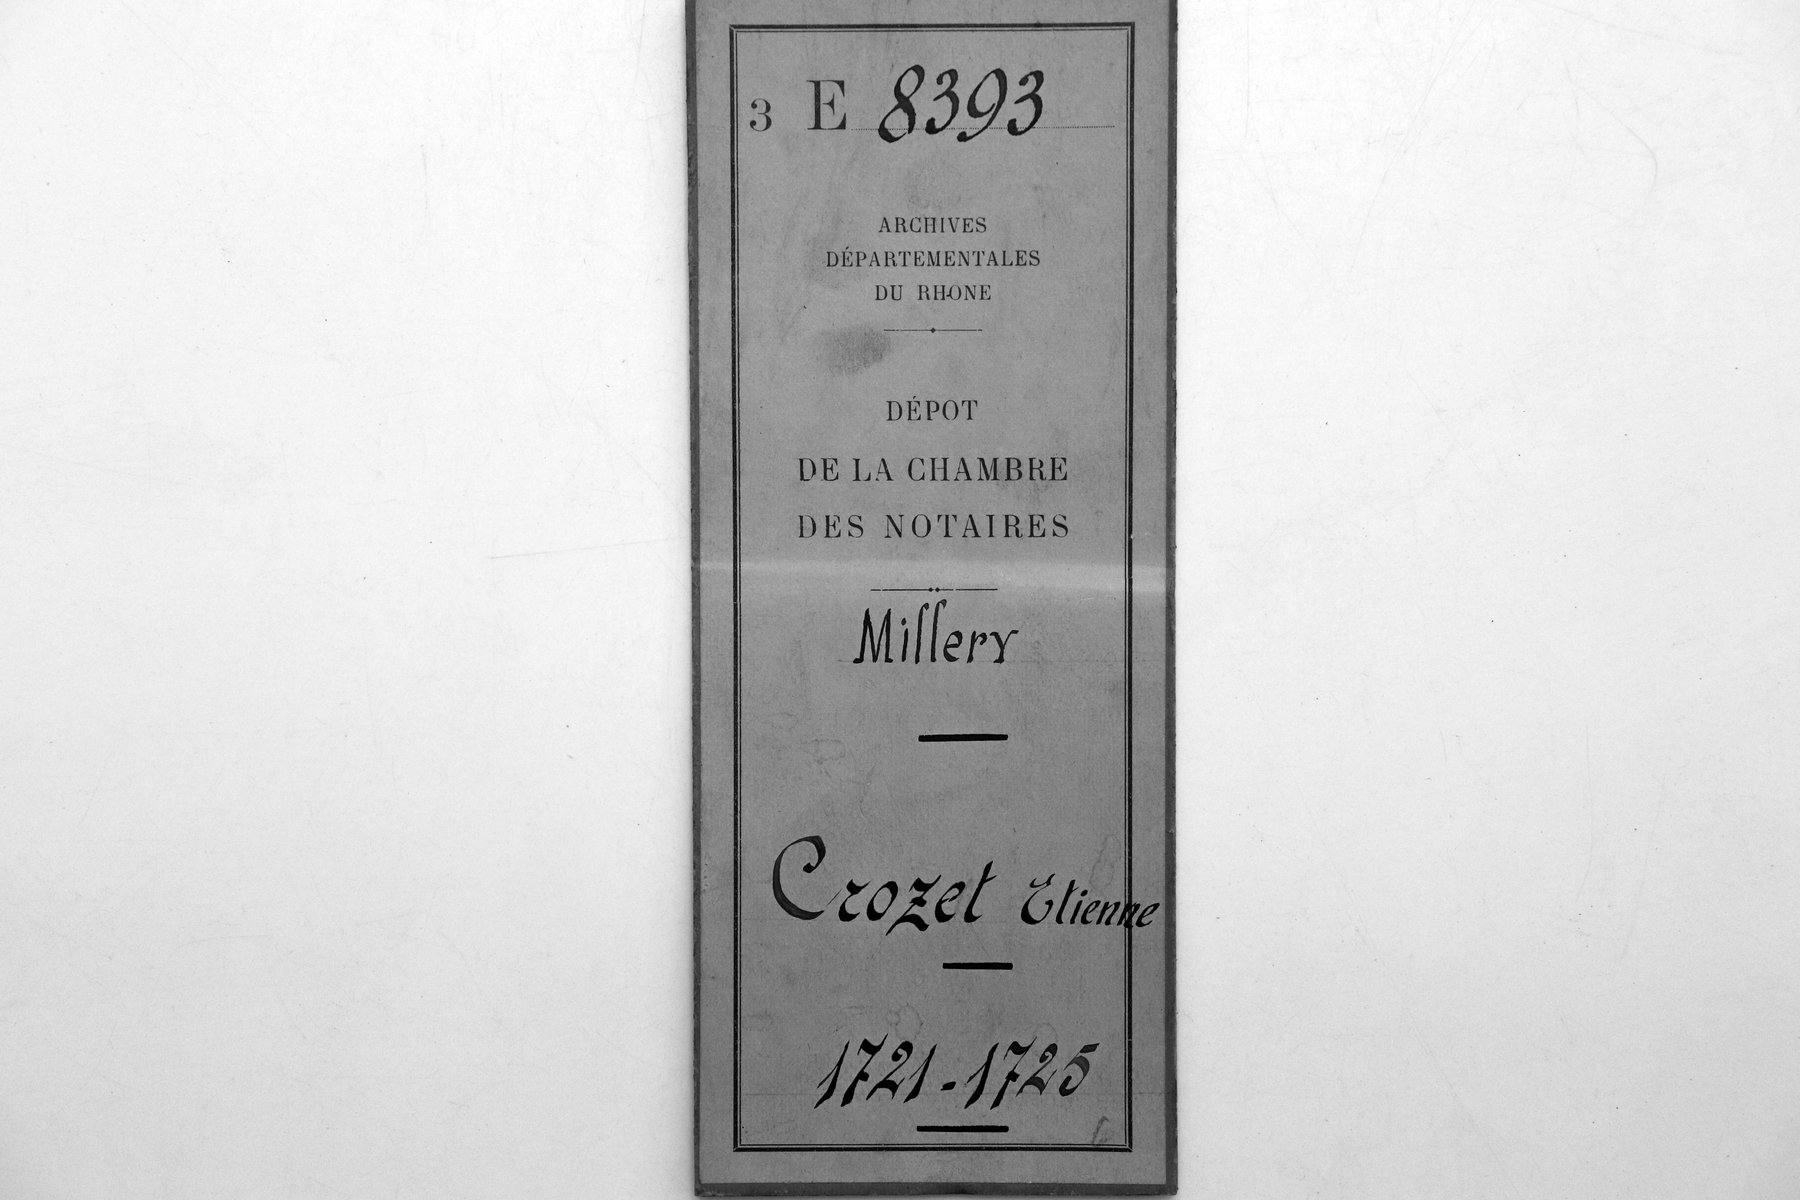 3 E 8393
ARCHIVES
DÉPARTEMENTALES
DU RHONE
DÉPOT
DE LA CHAMBRE
DES NOTAIRES
Millery
Crozet Etienne
1721-1725